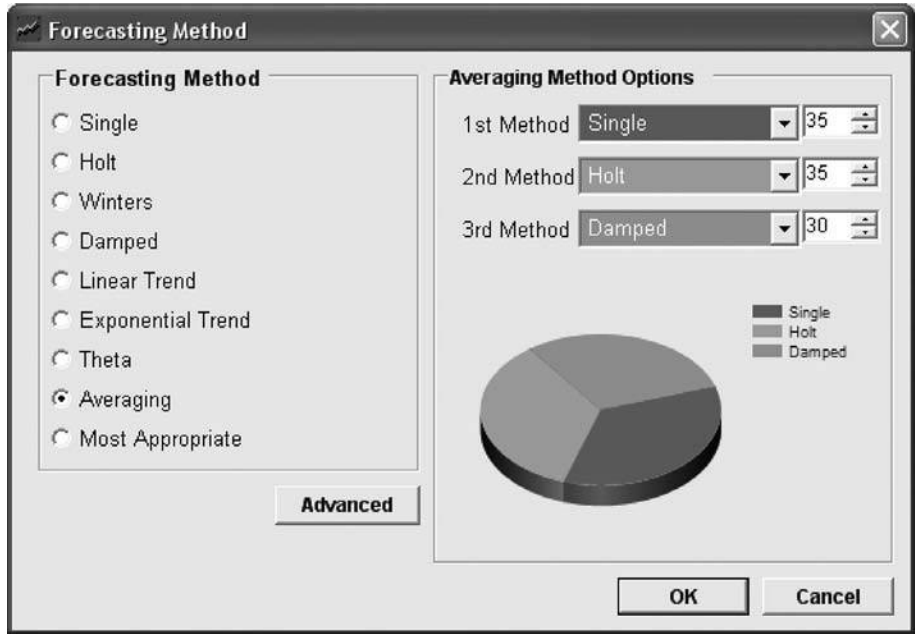 Forecasting Method
Forecasting Method
Single
Holt
Winters
Damped
Linear Trend
Exponential Trend
Theta
Averaging
Most Appropriate
Advanced
Averaging Method Options
1st Method Single 35
2nd Method Holt 35
3rd Method Damped 30
Single
Holt
Damped
OK Cancel